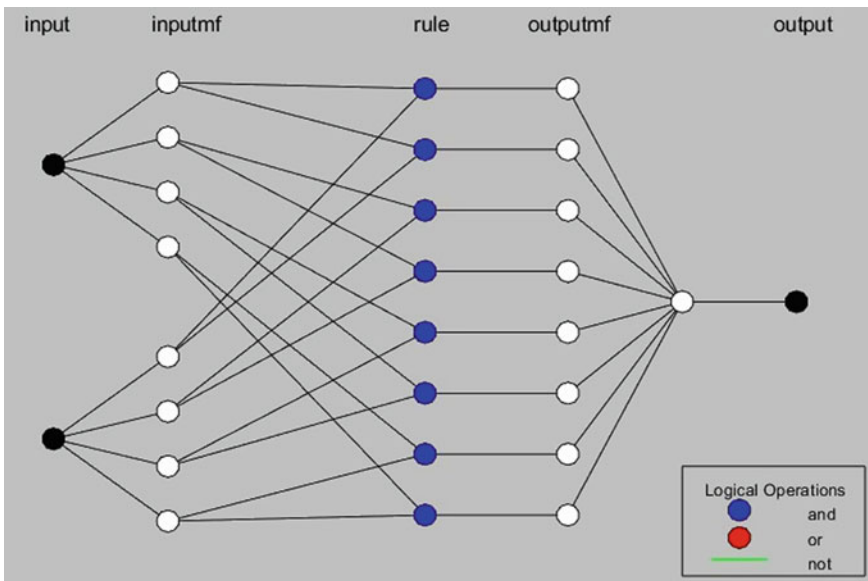 input inputmf rule outputmf output
Logical Operations
and
or
not